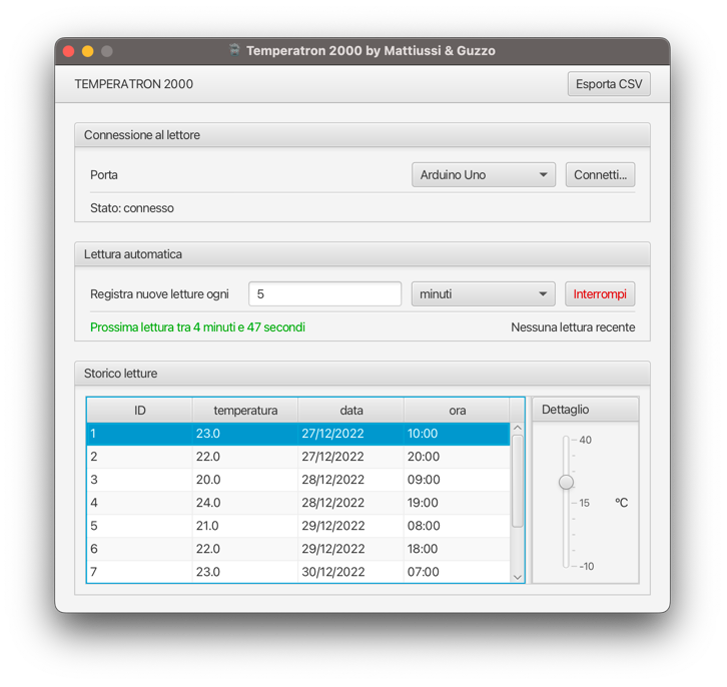 Temperatron 2000 by Mattiussi & Guzzo
TEMPERATRON 2000 Esporta CSV
Connessione al lettore
Porta Arduino Uno Connetti...
Stato: connesso
Lettura automatica
Registra nuove letture ogni 5 minuti Interrompi
Prossima lettura tra 4 minuti e 47 secondi Nessuna lettura recente
Storico letture
ID temperatura data ora Dettaglio
1 23.0 27/12/2022 10:00
40
2 22.0 27/12/2022 20:00
3 20.0 28/12/2022 09:00
4 24.0 28/12/2022 19:00 15 °C
5 21.0 29/12/2022 08:00
6 22.0 29/12/2022 18:00
7 23.0 30/12/2022 07:00 -10